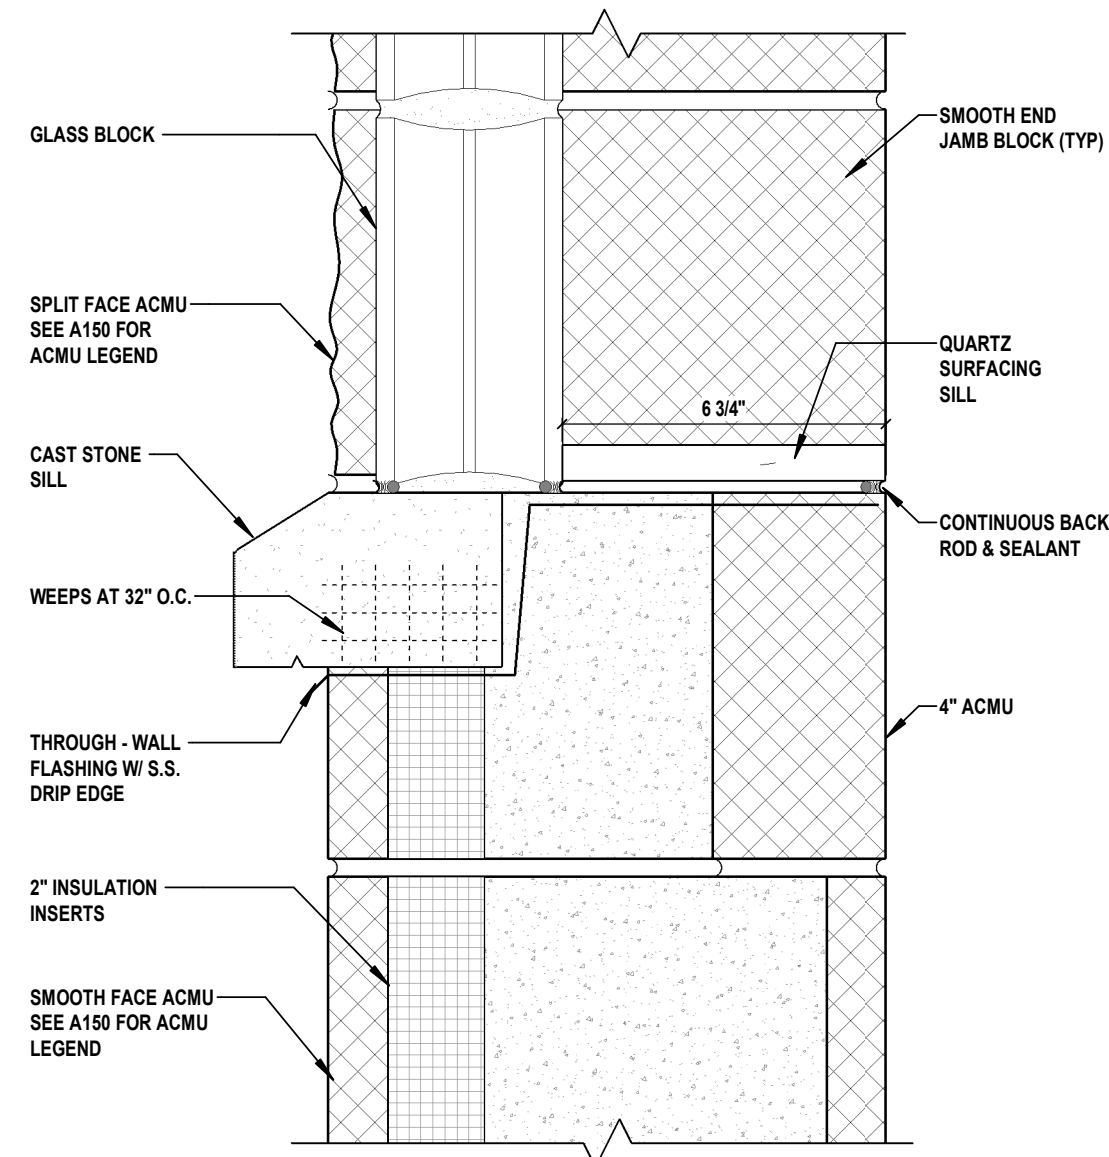 GLASS BLOCK
SPLIT FACE ACMU
SEE A150 FOR
ACMU LEGEND
CAST STONE
SILL
WEEPS AT 32" O.C.
THROUGH - WALL
FLASHING W/ S.S.
DRIP EDGE
2" INSULATION
INSERTS
SMOOTH FACE ACMU
SEE A150 FOR ACMU
LEGEND
6 3/4"
SMOOTH END
JAMB BLOCK (TYP)
QUARTZ
SURFACING
SILL
CONTINUOUS BACK
ROD & SEALANT
4" ACMU